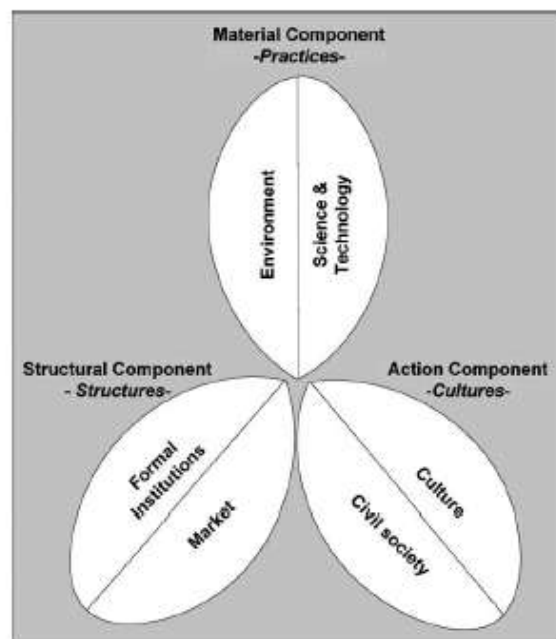 Material Component
-Practices-
Environment
Science &
Technology
Structural Component
- Structures-
Action Component
-Cultures-
Formal
Institutions
Market
Culture
Civil society